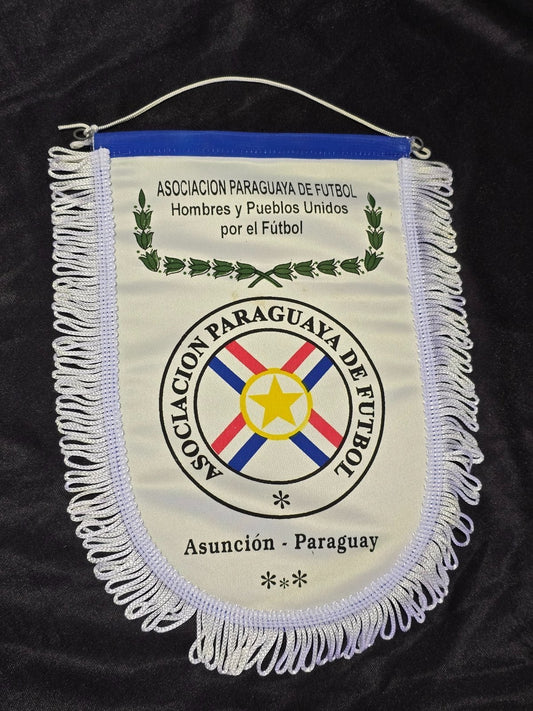 ASOCIACION PARAGUAYA DE FUTBOL
Hombres y Pueblos Unidos
por el Fútbol
ASOCIACION PARAGUAYA DE FUTBOL
*
Asunción - Paraguay
***